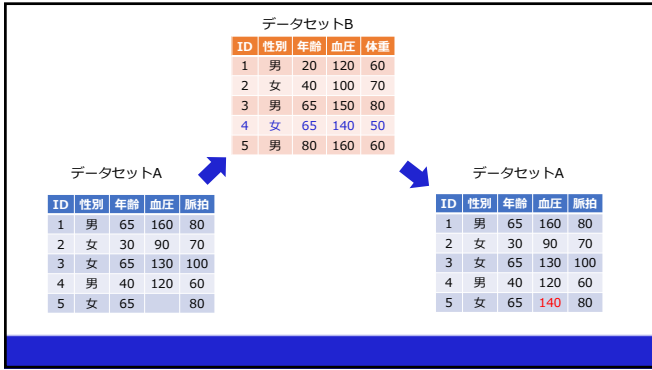 データセットB
ID 性別 年齢 血圧 体重
1 男 20 120 60
2 女 40 100 70
3 男 65 150 80
4 女 65 140 50
5 男 80 160 60
データセットA
ID 性別 年齢 血圧 脈拍
1 男 65 160 80
2 女 30 90 70
3 女 65 130 100
4 男 40 120 60
5 女 65 80
データセットA
ID 性別 年齢 血圧 脈拍
1 男 65 160 80
2 女 30 90 70
3 女 65 130 100
4 男 40 120 60
5 女 65 140 80